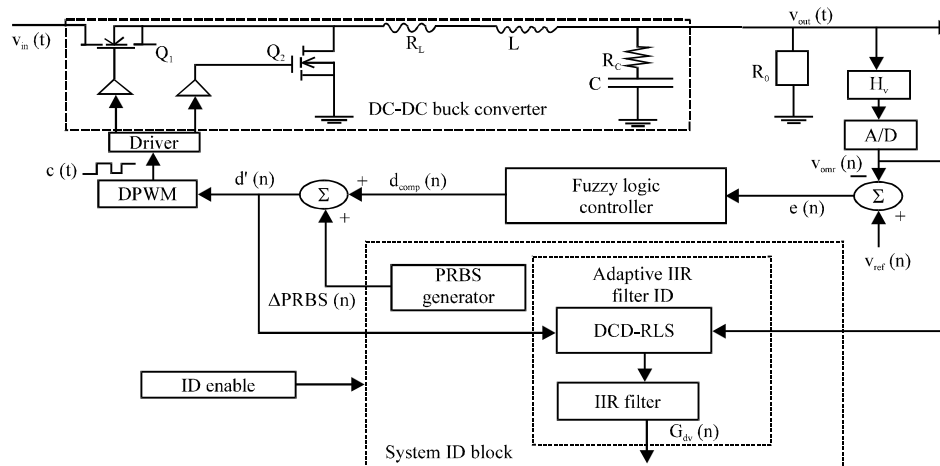 v_in (t)
Q_1
Q_2
R_L
L
v_out (t)
R_C
C
R_0
H_v
DC-DC buck converter
A/D
Driver
c (t)
v_omr (n)
DPWM
d' (n)
Σ
+
+
d_comp (n)
Fuzzy logic
controller
e (n)
−
Σ
+
v_ref (n)
PRBS
generator
ΔPRBS (n)
Adaptive IIR
filter ID
DCD-RLS
ID enable
IIR filter
G_dv (n)
System ID block